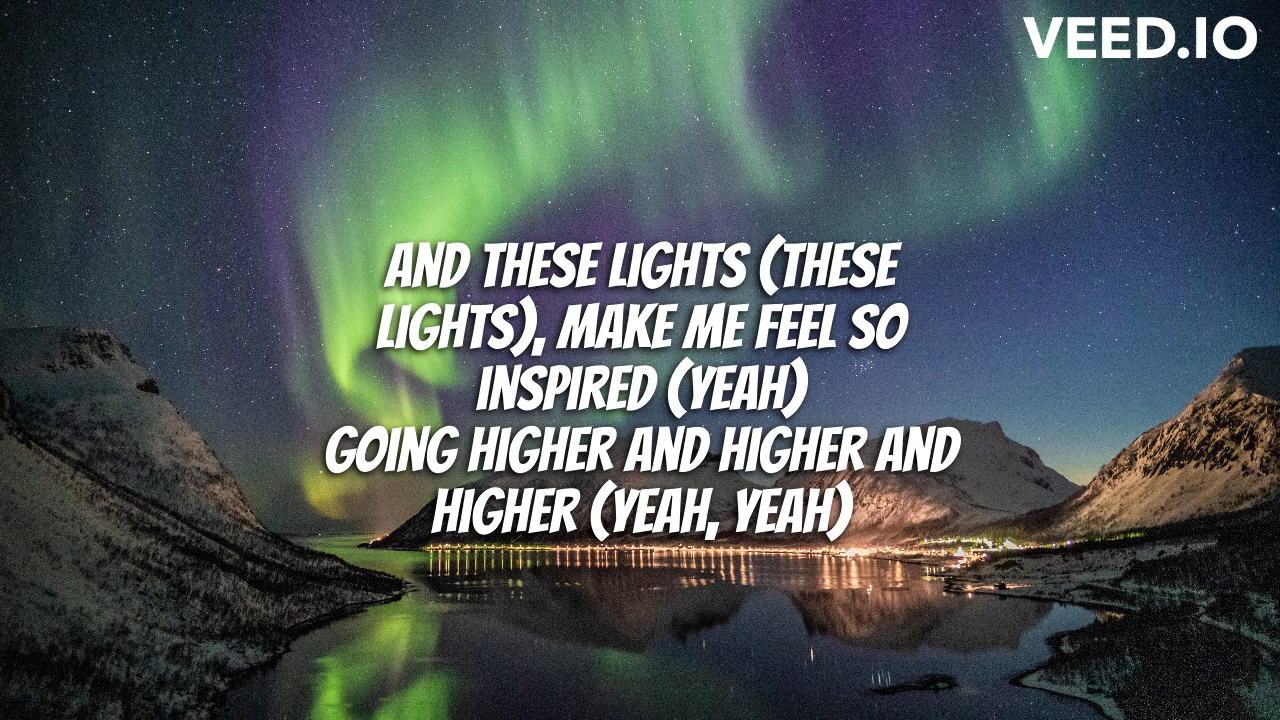 VEED.IO
AND THESE LIGHTS (THESE
LIGHTS), MAKE ME FEEL SO
INSPIRED (YEAH)
GOING HIGHER AND HIGHER AND
HIGHER (YEAH, YEAH)